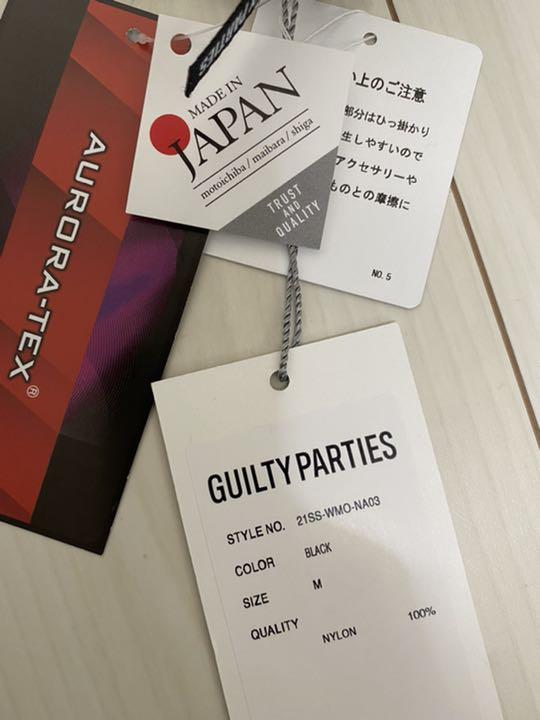 AURORA-TEX®
MADE IN
JAPAN
motoichiba / maibara / shiga
TRUST
AND
QUALITY
い上のご注意
部分はひっ掛かり
生しやすいので
アクセサリーや
ものとの摩擦に
NO. 5
GUILTY PARTIES
STYLE NO. 21SS-WMO-NA03
COLOR BLACK
SIZE M
QUALITY 100%
NYLON